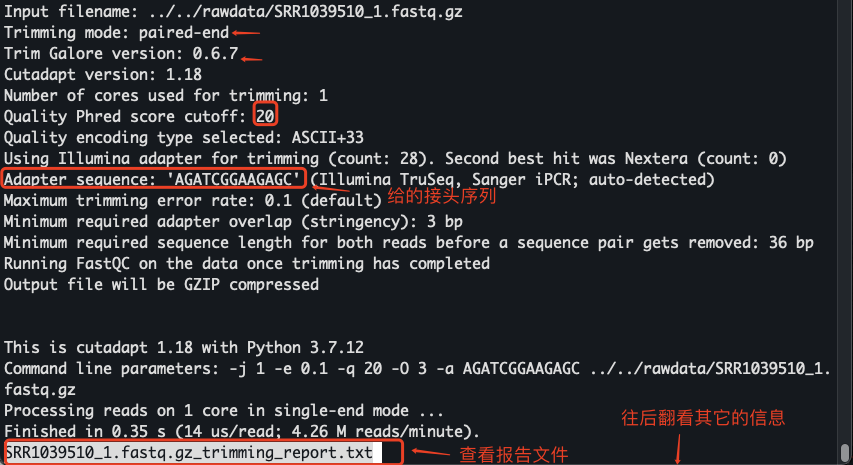 Input filename: ../../rawdata/SRR1039510_1.fastq.gz
Trimming mode: paired-end
Trim Galore version: 0.6.7
Cutadapt version: 1.18
Number of cores used for trimming: 1
Quality Phred score cutoff: 20
Quality encoding type selected: ASCII+33
Using Illumina adapter for trimming (count: 28). Second best hit was Nextera (count: 0)
Adapter sequence: 'AGATCGGAAGAGC' (Illumina TruSeq, Sanger iPCR; auto-detected)
给的接头序列
Maximum trimming error rate: 0.1 (default)
Minimum required adapter overlap (stringency): 3 bp
Minimum required sequence length for both reads before a sequence pair gets removed: 36 bp
Running FastQC on the data once trimming has completed
Output file will be GZIP compressed
This is cutadapt 1.18 with Python 3.7.12
Command line parameters: -j 1 -e 0.1 -q 20 -O 3 -a AGATCGGAAGAGC ../../rawdata/SRR1039510_1.
fastq.gz
Processing reads on 1 core in single-end mode ...
Finished in 0.35 s (14 us/read; 4.26 M reads/minute).
往后翻看其它的信息
SRR1039510_1.fastq.gz_trimming_report.txt
查看报告文件